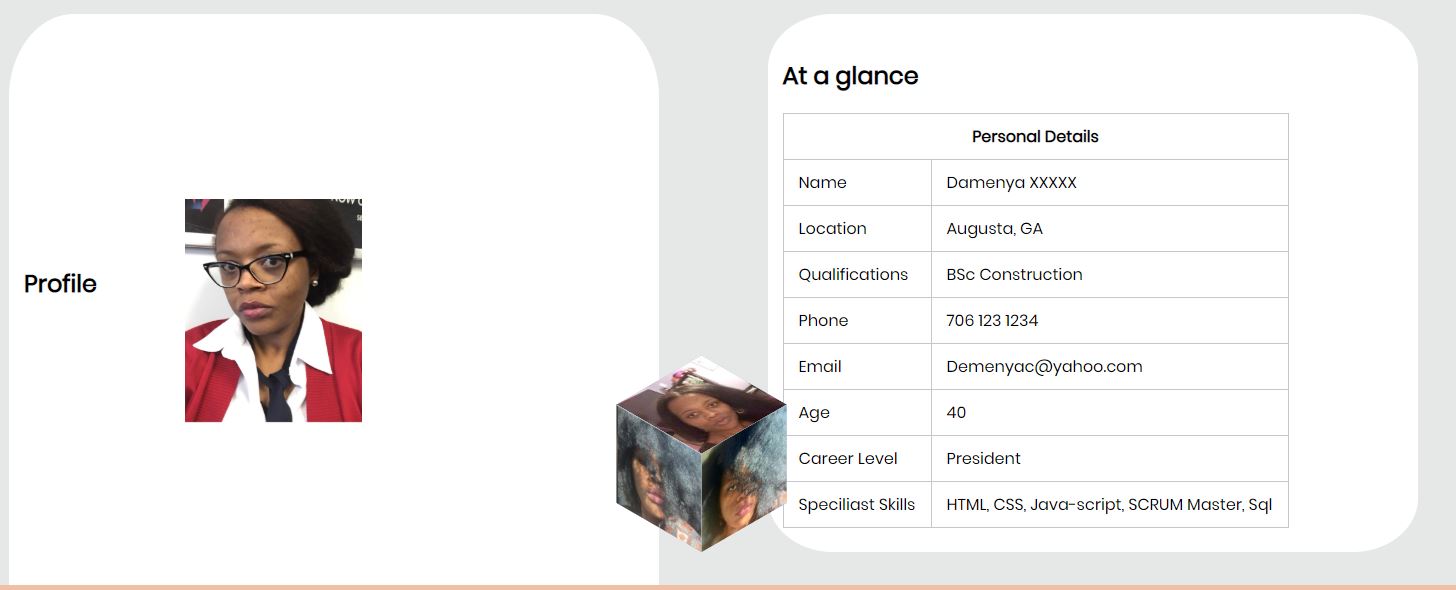 Profile
At a glance
Personal Details
Name Damenya XXXXX
Location Augusta, GA
Qualifications BSc Construction
Phone 706 123 1234
Email Demenyac@yahoo.com
Age 40
Career Level President
Speciliast Skills HTML, CSS, Java-script, SCRUM Master, Sql